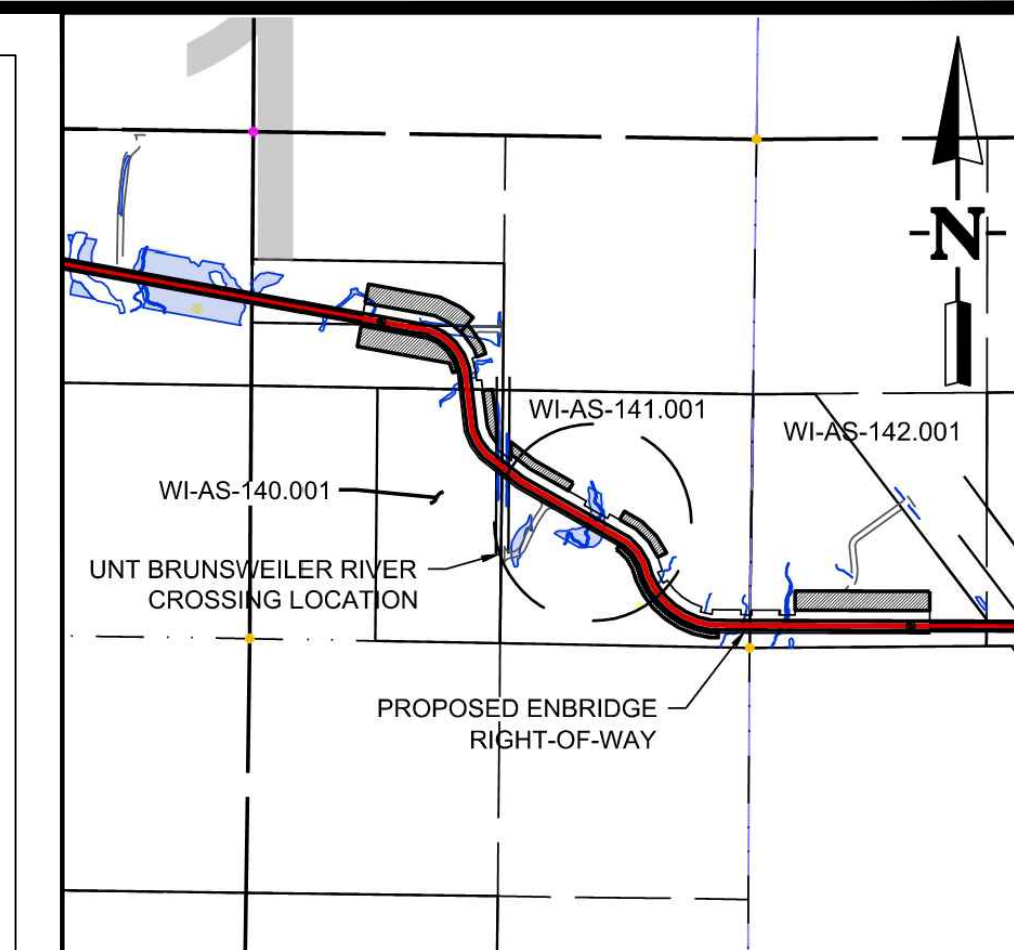 1
N
WI-AS-141.001
WI-AS-142.001
WI-AS-140.001
UNT BRUNSWEILER RIVER
CROSSING LOCATION
PROPOSED ENBRIDGE
RIGHT-OF-WAY